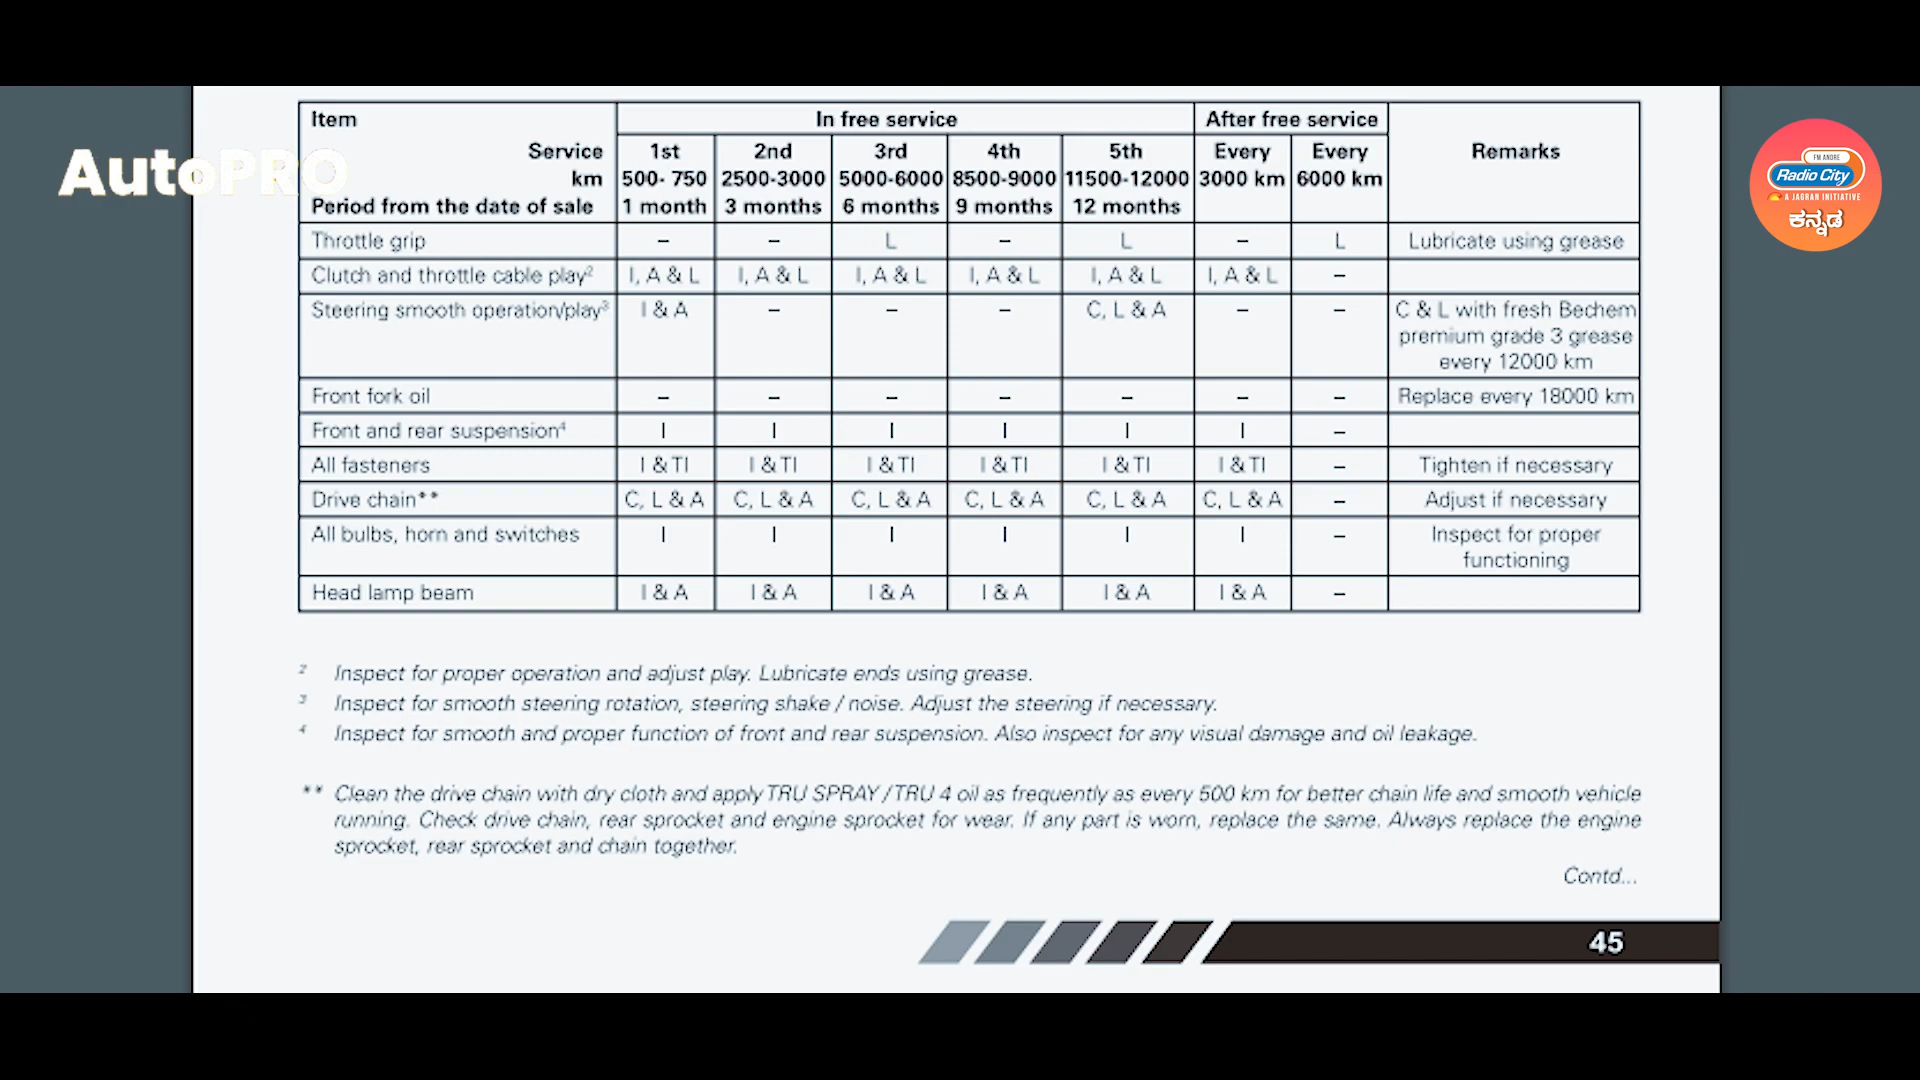 AutoPRO
FM ANDRE
Radio City
A JAGRAN INITIATIVE
ಕನ್ನಡ
Item In free service After free service Remarks
Service 1st 2nd 3rd 4th 5th Every Every
km 500- 750 2500-3000 5000-6000 8500-9000 11500-12000 3000 km 6000 km
Period from the date of sale 1 month 3 months 6 months 9 months 12 months
Throttle grip – – L – L – L Lubricate using grease
Clutch and throttle cable play² I, A & L I, A & L I, A & L I, A & L I, A & L I, A & L –
Steering smooth operation/play³ I & A – – – C, L & A – – C & L with fresh Bechem
premium grade 3 grease
every 12000 km
Front fork oil – – – – – – – Replace every 18000 km
Front and rear suspension⁴ I I I I I I –
All fasteners I & TI I & TI I & TI I & TI I & TI I & TI – Tighten if necessary
Drive chain** C, L & A C, L & A C, L & A C, L & A C, L & A C, L & A – Adjust if necessary
All bulbs, horn and switches I I I I I I – Inspect for proper
functioning
Head lamp beam I & A I & A I & A I & A I & A I & A –
² Inspect for proper operation and adjust play. Lubricate ends using grease.
³ Inspect for smooth steering rotation, steering shake / noise. Adjust the steering if necessary.
⁴ Inspect for smooth and proper function of front and rear suspension. Also inspect for any visual damage and oil leakage.
** Clean the drive chain with dry cloth and apply TRU SPRAY / TRU 4 oil as frequently as every 500 km for better chain life and smooth vehicle
running. Check drive chain, rear sprocket and engine sprocket for wear. If any part is worn, replace the same. Always replace the engine
sprocket, rear sprocket and chain together.
Contd...
45